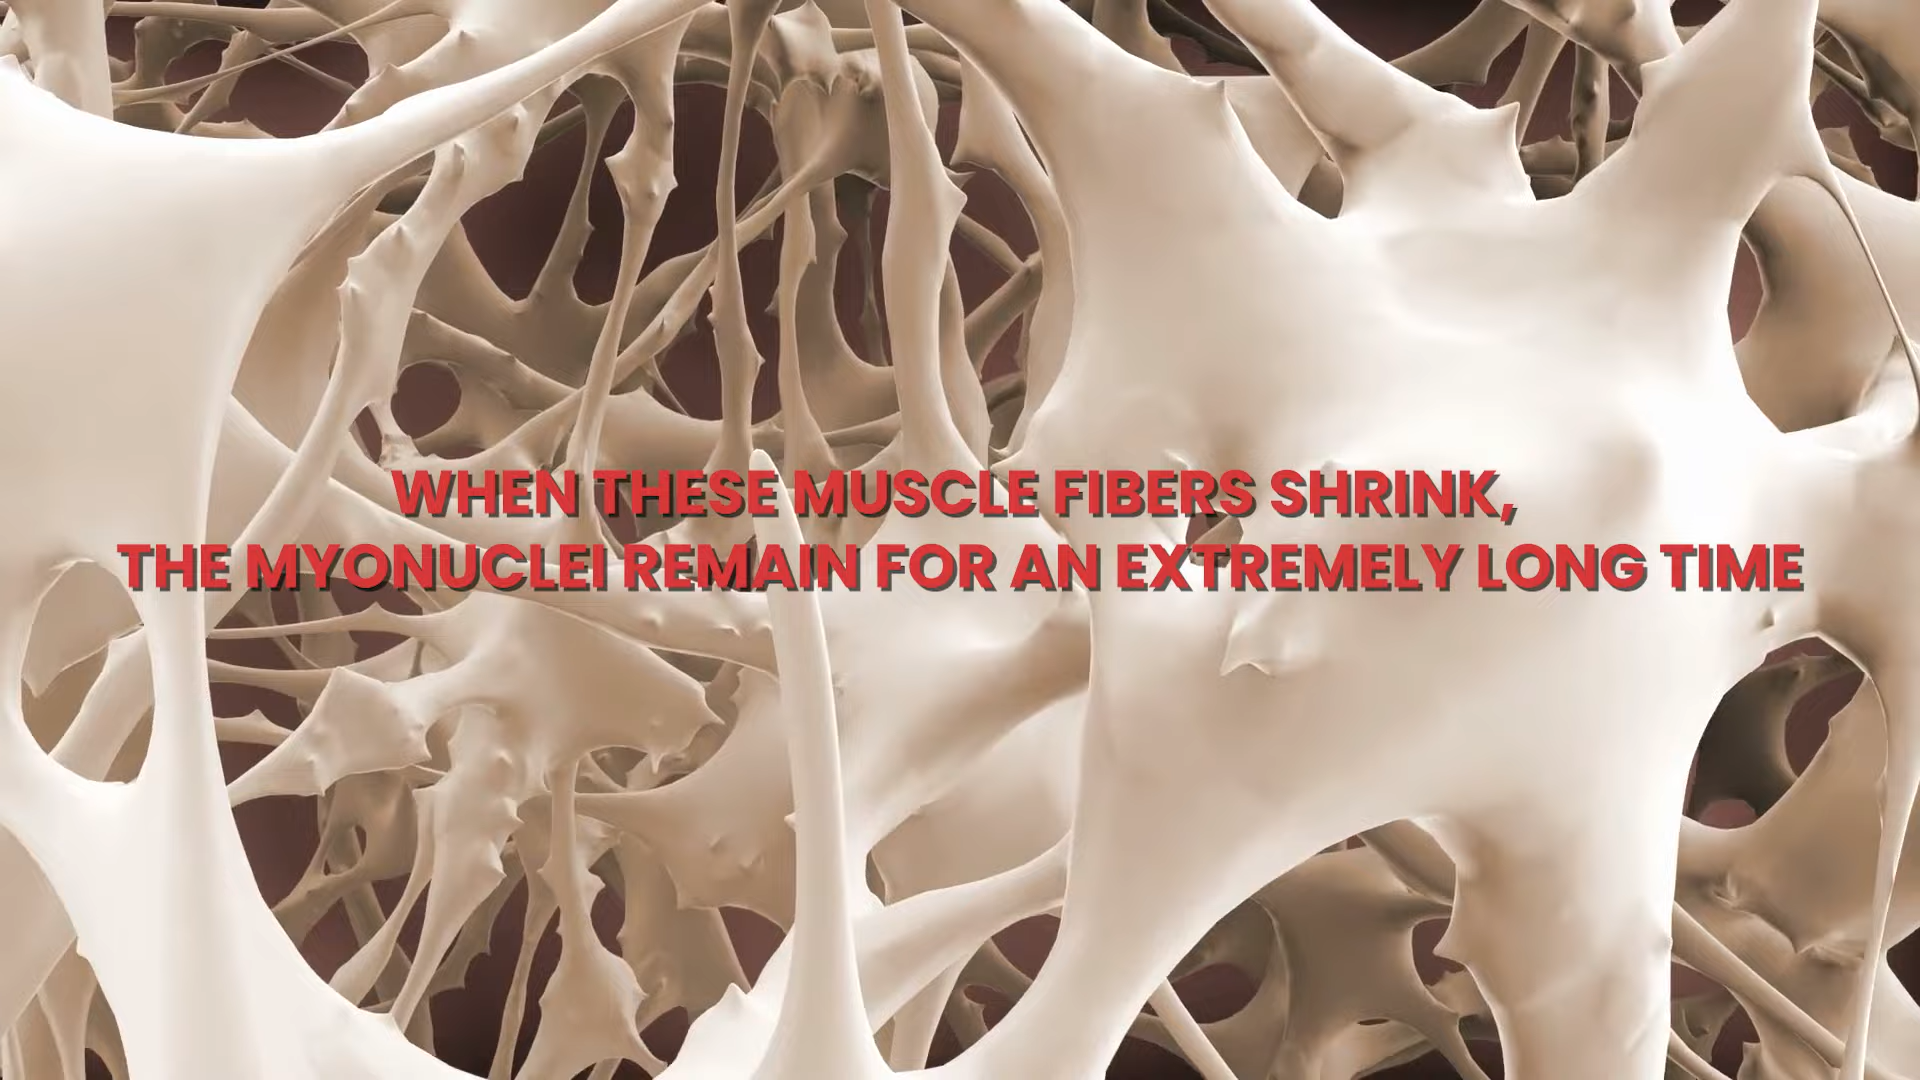 WHEN THESE MUSCLE FIBERS SHRINK,
THE MYONUCLEI REMAIN FOR AN EXTREMELY LONG TIME